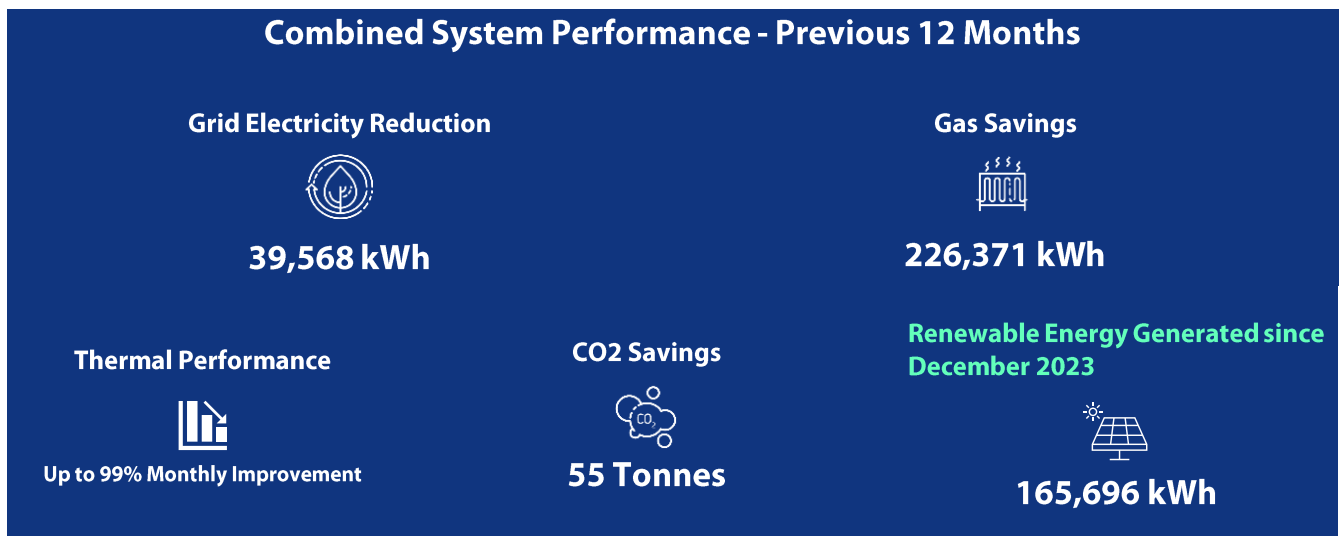 Combined System Performance - Previous 12 Months
Grid Electricity Reduction
39,568 kWh
Gas Savings
226,371 kWh
Thermal Performance
Up to 99% Monthly Improvement
CO2 Savings
CO₂
55 Tonnes
Renewable Energy Generated since
December 2023
165,696 kWh